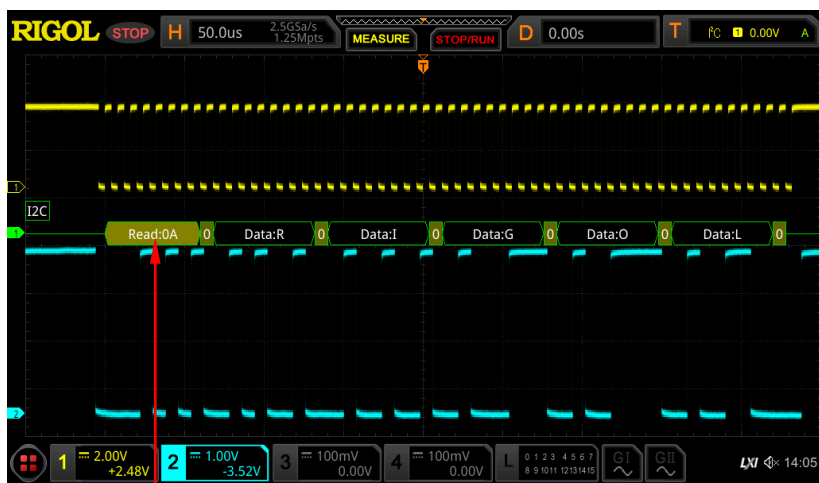 RIGOL STOP H 50.0us 2.5GSa/s MEASURE STOP/RUN D 0.00s T I²C 1 0.00V A
1.25Mpts
T
1
I2C
1 Read:0A 0 Data:R 0 Data:I 0 Data:G 0 Data:O 0 Data:L 0
2
1 2.00V 2 1.00V 3 100mV 4 100mV L 0 1 2 3 4 5 6 7 GI GII LXI 14:05
+2.48V -3.52V 0.00V 0.00V 8 9 10 11 12 13 14 15